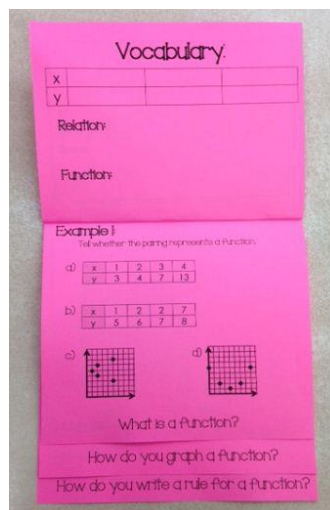 Vocabulary:
x
y
Relation:
Function:
Example 1:
Tell whether the pairing represents a function.
a) x 1 2 3 4
y 3 4 7 13
b) x 1 2 2 7
y 5 6 7 8
c) d)
What is a function?
How do you graph a function?
How do you write a rule for a function?